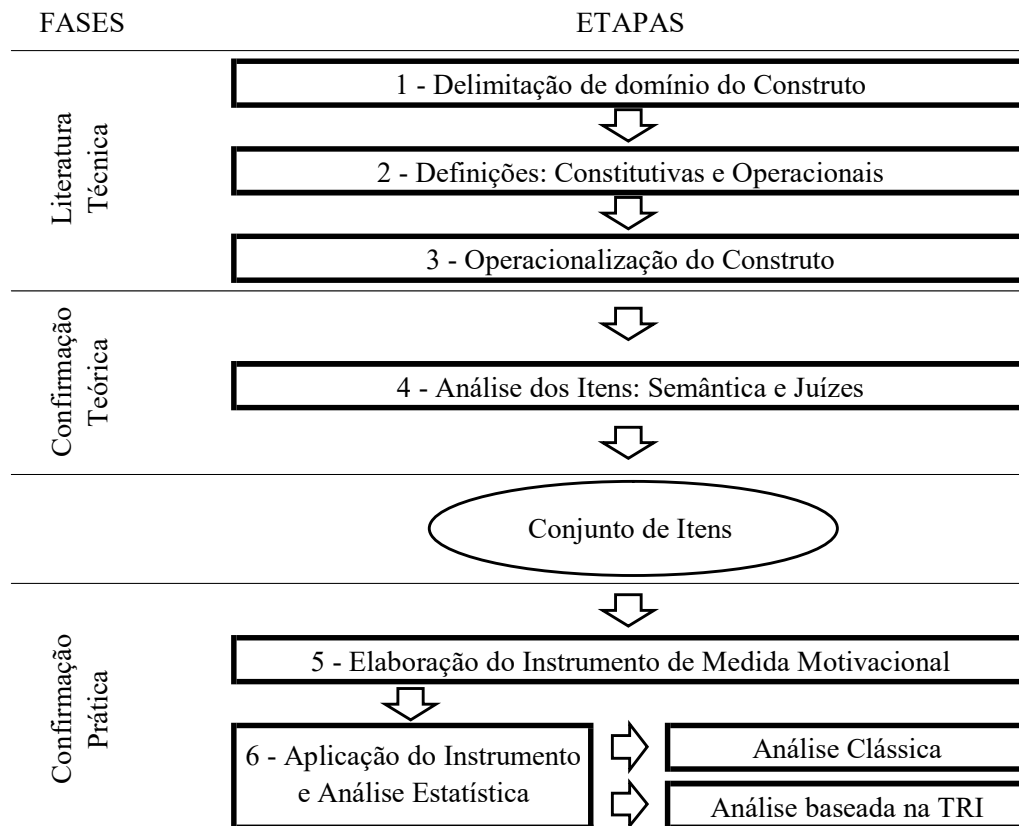 FASES
ETAPAS
Literatura
Técnica
1 - Delimitação de domínio do Construto
2 - Definições: Constitutivas e Operacionais
3 - Operacionalização do Construto
Confirmação
Teórica
4 - Análise dos Itens: Semântica e Juízes
Conjunto de Itens
Confirmação
Prática
5 - Elaboração do Instrumento de Medida Motivacional
6 - Aplicação do Instrumento
e Análise Estatística
Análise Clássica
Análise baseada na TRI